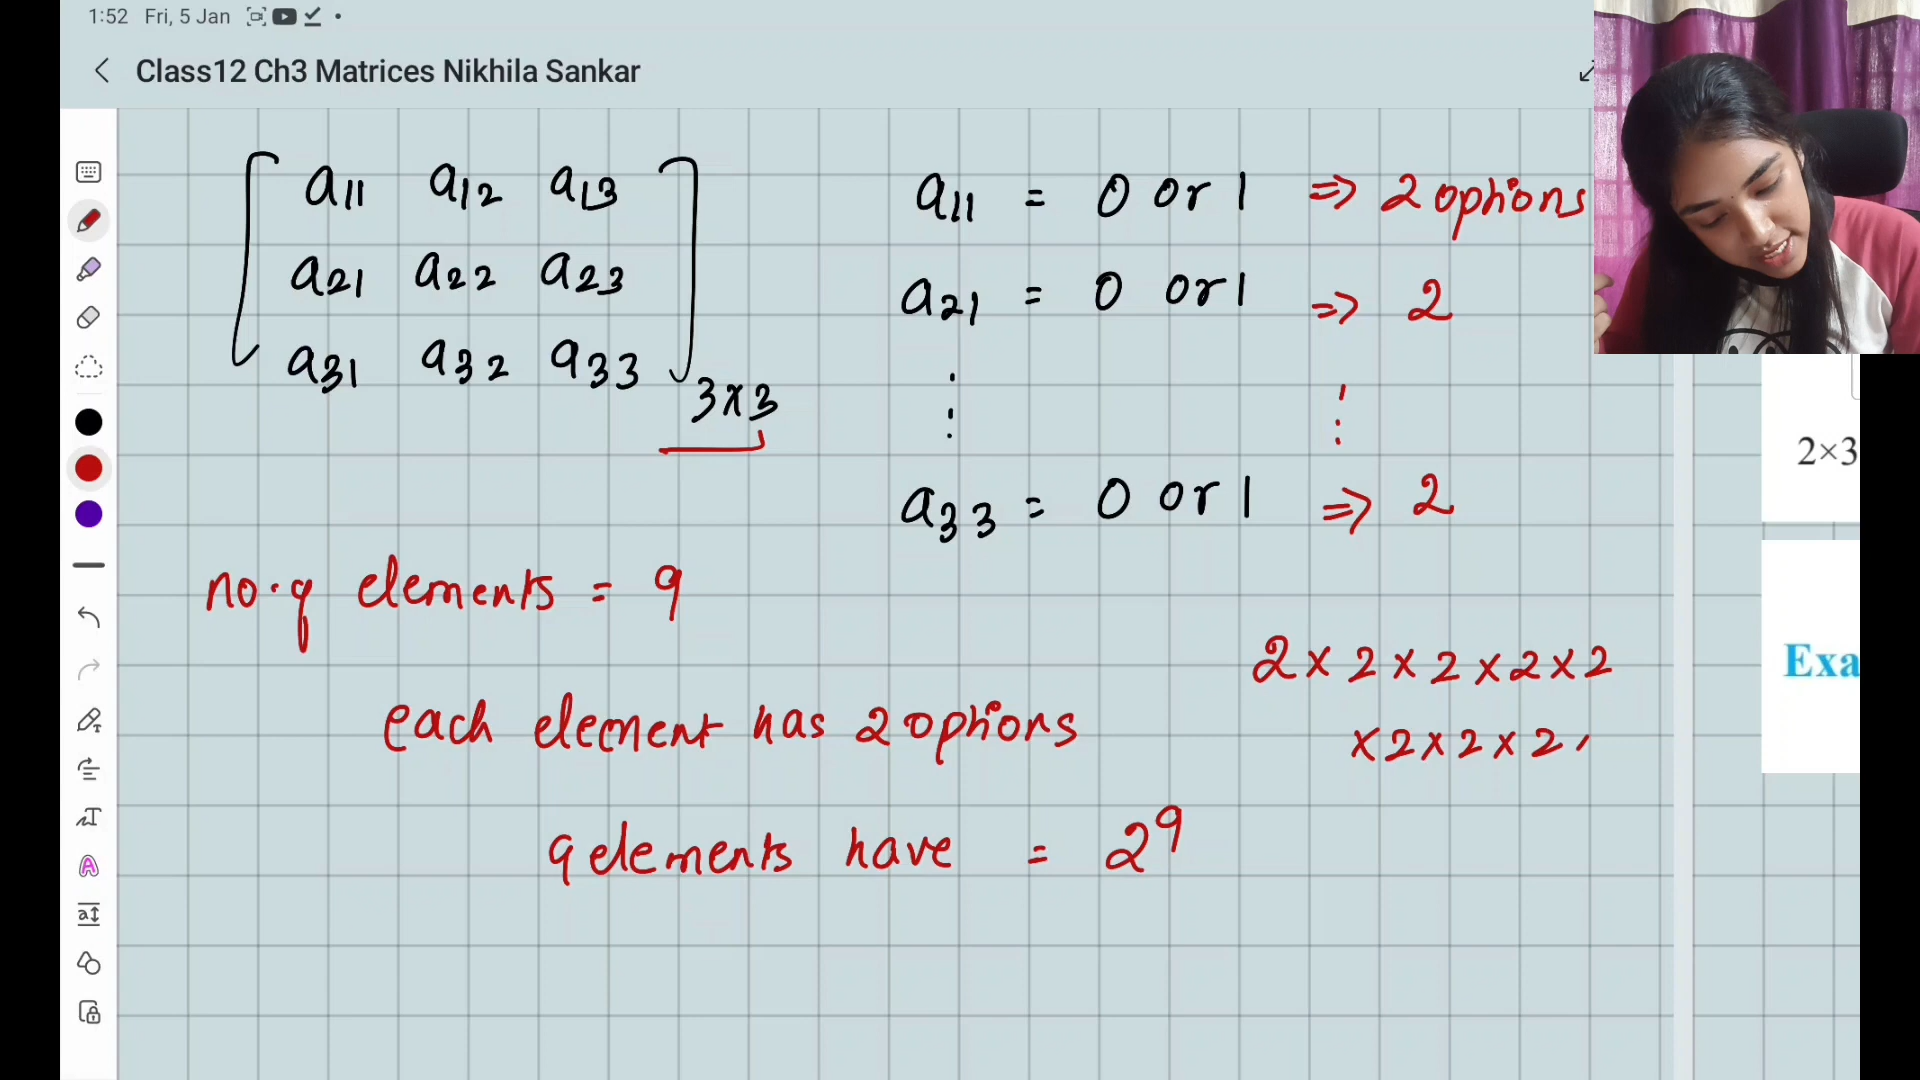 1:52 Fri, 5 Jan
Class12 Ch3 Matrices Nikhila Sankar
a11 a12 a13
a21 a22 a23
a31 a32 a33
3x3
a11 = 0 or 1 => 2 options
a21 = 0 or 1 => 2
a33 = 0 or 1 => 2
2×3
no. of elements = 9
Exa
2 x 2 x 2 x 2 x 2
x 2 x 2 x 2
each element has 2 options
9 elements have = 2⁹